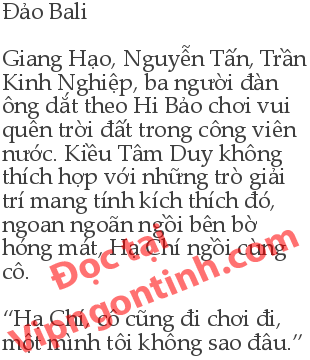 Đảo Bali
Giang Hạo, Nguyễn Tấn, Trần
Kinh Nghiệp, ba người đàn
ông dắt theo Hi Bảo chơi vui
quên trời đất trong công viên
nước. Kiều Tâm Duy không
thích hợp với những trò giải
trí mang tính kích thích đó,
ngoan ngoãn ngồi bên bờ
hóng mát, Hạ Chí ngồi cùng
cô.
“Hạ Chi, cô cũng đi chơi đi,
một mình tôi không sao đâu.”
Đọc tại
Vipngontinh.com